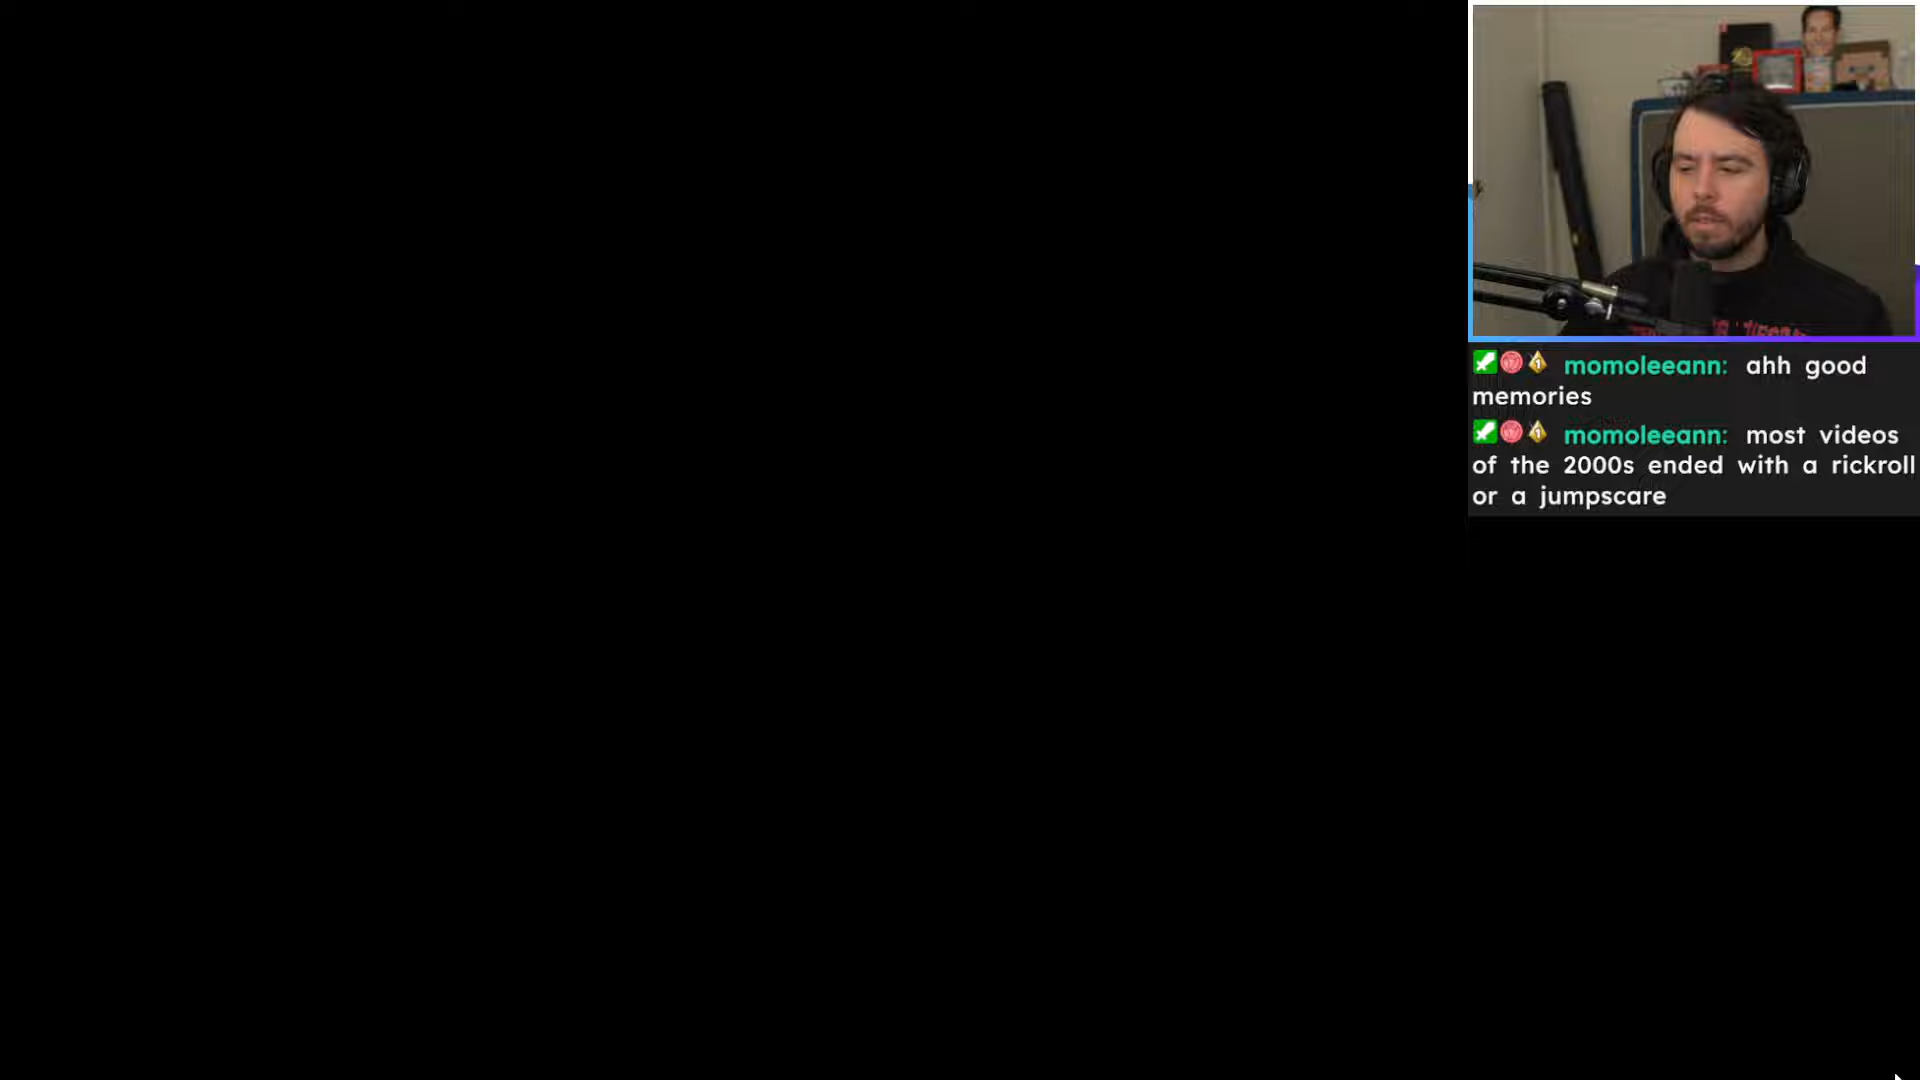 momoleeann: ahh good
memories
momoleeann: most videos
of the 2000s ended with a rickroll
or a jumpscare